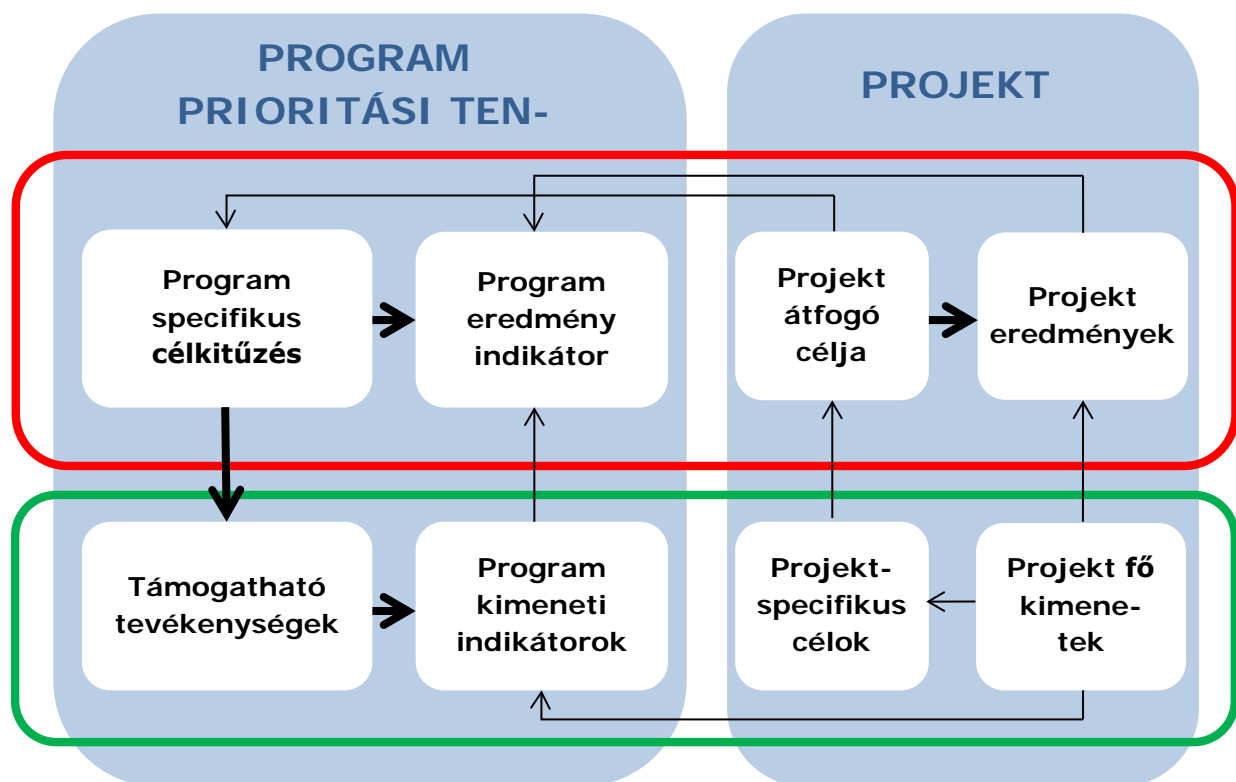 PROGRAM
PRIORITÁSI TEN-
PROJEKT
Program
specifikus
célkitűzés
Program
eredmény
indikátor
Projekt
átfogó
célja
Projekt
eredmények
Támogatható
tevékenységek
Program
kimeneti
indikátorok
Projekt-
specifikus
célok
Projekt fő
kimene-
tek